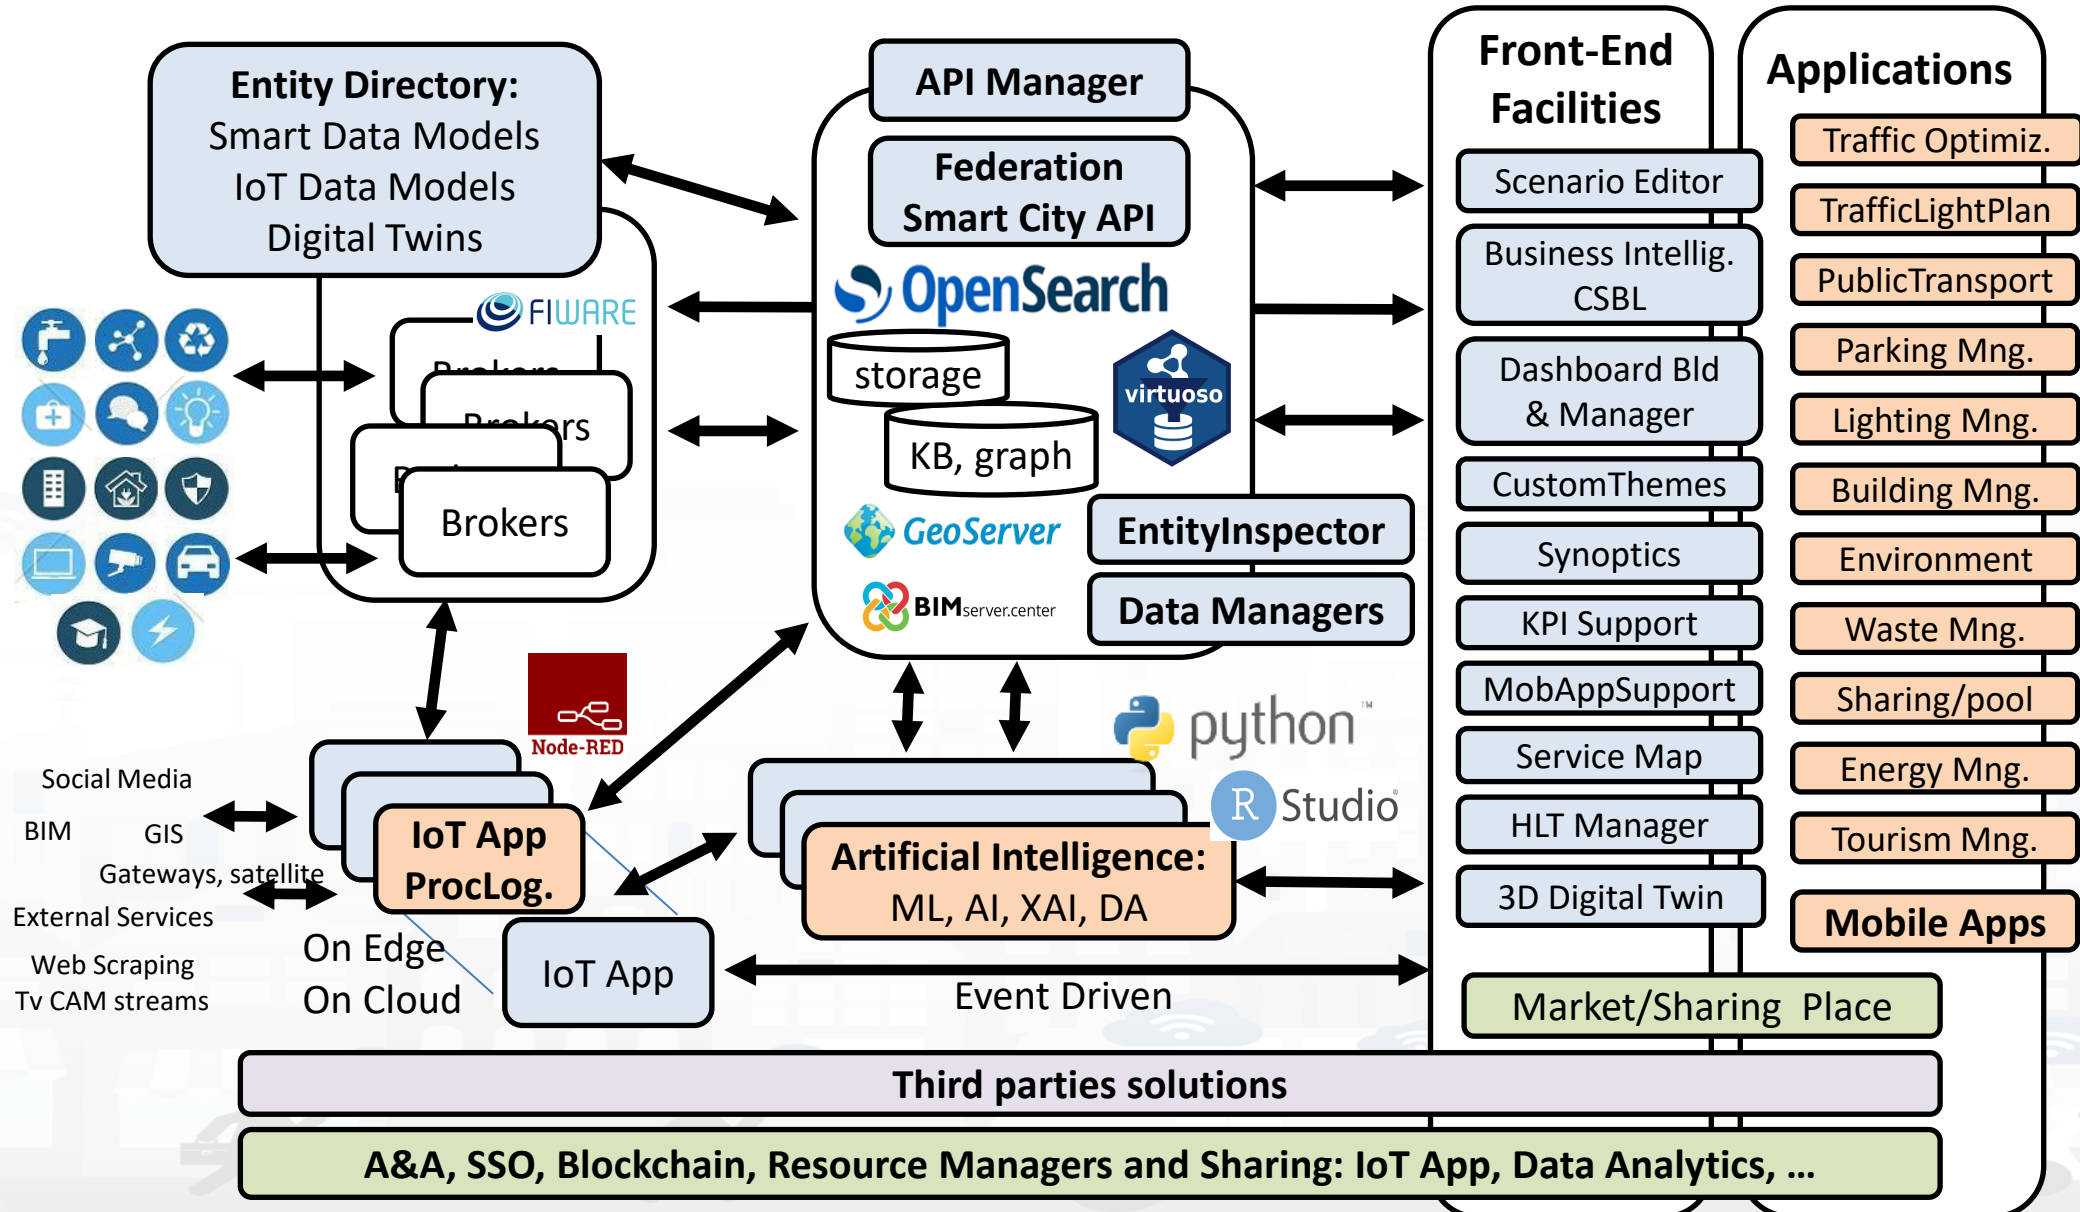 Entity Directory:
Smart Data Models
IoT Data Models
Digital Twins
FIWARE
Brokers
Brokers
Brokers
API Manager
Federation
Smart City API
OpenSearch
storage
KB, graph
virtuoso
GeoServer
BIMserver.center
EntityInspector
Data Managers
Node-RED
python™
R Studio®
Social Media
BIM
GIS
Gateways, satellite
External Services
Web Scraping
Tv CAM streams
IoT App
ProcLog.
On Edge
On Cloud
IoT App
Artificial Intelligence:
ML, AI, XAI, DA
Event Driven
Front-End
Facilities
Scenario Editor
Business Intellig.
CSBL
Dashboard Bld
& Manager
CustomThemes
Synoptics
KPI Support
MobAppSupport
Service Map
HLT Manager
3D Digital Twin
Applications
Traffic Optimiz.
TrafficLightPlan
PublicTransport
Parking Mng.
Lighting Mng.
Building Mng.
Environment
Waste Mng.
Sharing/pool
Energy Mng.
Tourism Mng.
Mobile Apps
Market/Sharing Place
Third parties solutions
A&A, SSO, Blockchain, Resource Managers and Sharing: IoT App, Data Analytics, ...